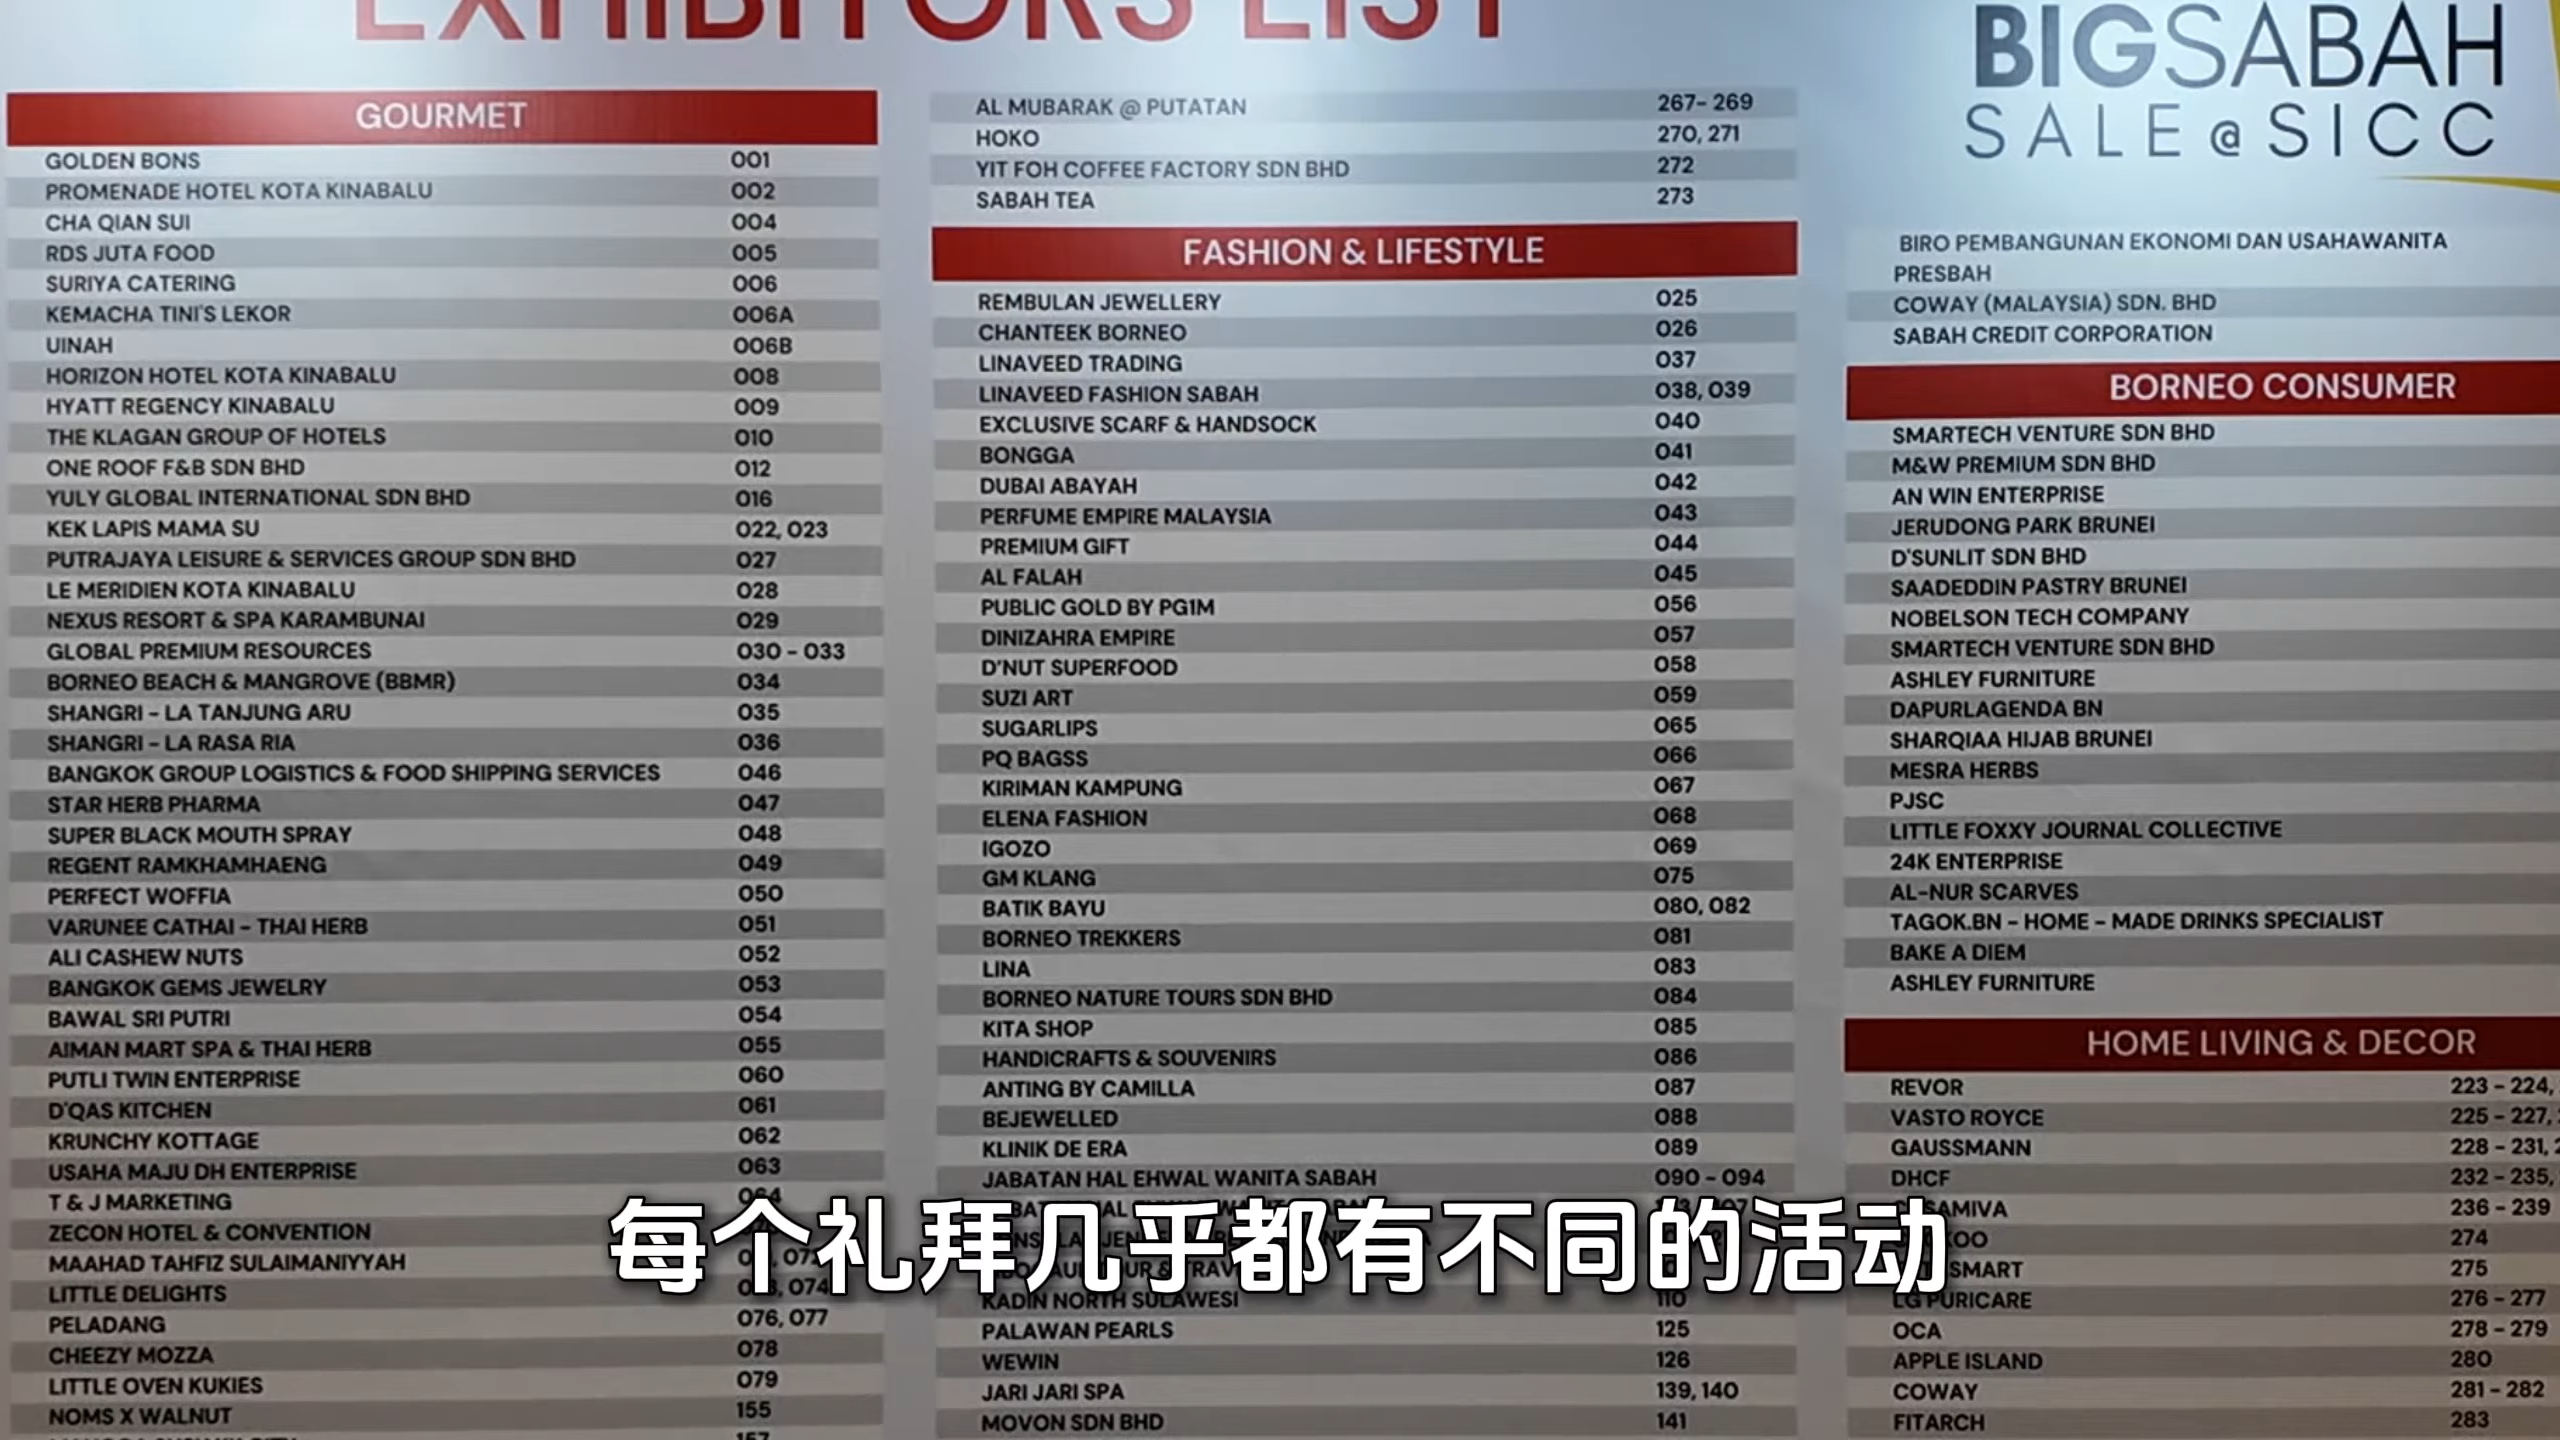 EXHIBITORS LIST
GOURMET
GOLDEN BONS 001
PROMENADE HOTEL KOTA KINABALU 002
CHA QIAN SUI 004
RDS JUTA FOOD 005
SURIYA CATERING 006
KEMACHA TINI'S LEKOR 006A
UINAH 006B
HORIZON HOTEL KOTA KINABALU 008
HYATT REGENCY KINABALU 009
THE KLAGAN GROUP OF HOTELS 010
ONE ROOF F&B SDN BHD 012
YULY GLOBAL INTERNATIONAL SDN BHD 016
KEK LAPIS MAMA SU 022, 023
PUTRAJAYA LEISURE & SERVICES GROUP SDN BHD 027
LE MERIDIEN KOTA KINABALU 028
NEXUS RESORT & SPA KARAMBUNAI 029
GLOBAL PREMIUM RESOURCES 030 - 033
BORNEO BEACH & MANGROVE (BBMR) 034
SHANGRI - LA TANJUNG ARU 035
SHANGRI - LA RASA RIA 036
BANGKOK GROUP LOGISTICS & FOOD SHIPPING SERVICES 046
STAR HERB PHARMA 047
SUPER BLACK MOUTH SPRAY 048
REGENT RAMKHAMHAENG 049
PERFECT WOFFIA 050
VARUNEE CATHAI - THAI HERB 051
ALI CASHEW NUTS 052
BANGKOK GEMS JEWELRY 053
BAWAL SRI PUTRI 054
AIMAN MART SPA & THAI HERB 055
PUTLI TWIN ENTERPRISE 060
D'QAS KITCHEN 061
KRUNCHY KOTTAGE 062
USAHA MAJU DH ENTERPRISE 063
T & J MARKETING 064
ZECON HOTEL & CONVENTION
MAAHAD TAHFIZ SULAIMANIYYAH
LITTLE DELIGHTS 074
PELADANG 076, 077
CHEEZY MOZZA 078
LITTLE OVEN KUKIES 079
NOMS X WALNUT 155
157
AL MUBARAK @ PUTATAN 267- 269
HOKO 270, 271
YIT FOH COFFEE FACTORY SDN BHD 272
SABAH TEA 273
FASHION & LIFESTYLE
REMBULAN JEWELLERY 025
CHANTEEK BORNEO 026
LINAVEED TRADING 037
LINAVEED FASHION SABAH 038, 039
EXCLUSIVE SCARF & HANDSOCK 040
BONGGA 041
DUBAI ABAYAH 042
PERFUME EMPIRE MALAYSIA 043
PREMIUM GIFT 044
AL FALAH 045
PUBLIC GOLD BY PG1M 056
DINIZAHRA EMPIRE 057
D'NUT SUPERFOOD 058
SUZI ART 059
SUGARLIPS 065
PQ BAGSS 066
KIRIMAN KAMPUNG 067
ELENA FASHION 068
IGOZO 069
GM KLANG 075
BATIK BAYU 080, 082
BORNEO TREKKERS 081
LINA 083
BORNEO NATURE TOURS SDN BHD 084
KITA SHOP 085
HANDICRAFTS & SOUVENIRS 086
ANTING BY CAMILLA 087
BEJEWELLED 088
KLINIK DE ERA 089
JABATAN HAL EHWAL WANITA SABAH 090 - 094
KADIN NORTH SULAWESI 110
PALAWAN PEARLS 125
WEWIN 126
JARI JARI SPA 139, 140
MOVON SDN BHD 141
BIGSABAH
SALE@SICC
BIRO PEMBANGUNAN EKONOMI DAN USAHAWANITA
PRESBAH
COWAY (MALAYSIA) SDN. BHD
SABAH CREDIT CORPORATION
BORNEO CONSUMER
SMARTECH VENTURE SDN BHD
M&W PREMIUM SDN BHD
AN WIN ENTERPRISE
JERUDONG PARK BRUNEI
D'SUNLIT SDN BHD
SAADEDDIN PASTRY BRUNEI
NOBELSON TECH COMPANY
SMARTECH VENTURE SDN BHD
ASHLEY FURNITURE
DAPURLAGENDA BN
SHARQIAA HIJAB BRUNEI
MESRA HERBS
PJSC
LITTLE FOXXY JOURNAL COLLECTIVE
24K ENTERPRISE
AL-NUR SCARVES
TAGOK.BN - HOME - MADE DRINKS SPECIALIST
BAKE A DIEM
ASHLEY FURNITURE
HOME LIVING & DECOR
REVOR 223 - 224,
VASTO ROYCE 225 - 227,
GAUSSMANN 228 - 231,
DHCF 232 - 235,
236 - 239
274
275
LG PURICARE 276 - 277
OCA 278 - 279
APPLE ISLAND 280
COWAY 281 - 282
FITARCH 283
每个礼拜几乎都有不同的活动